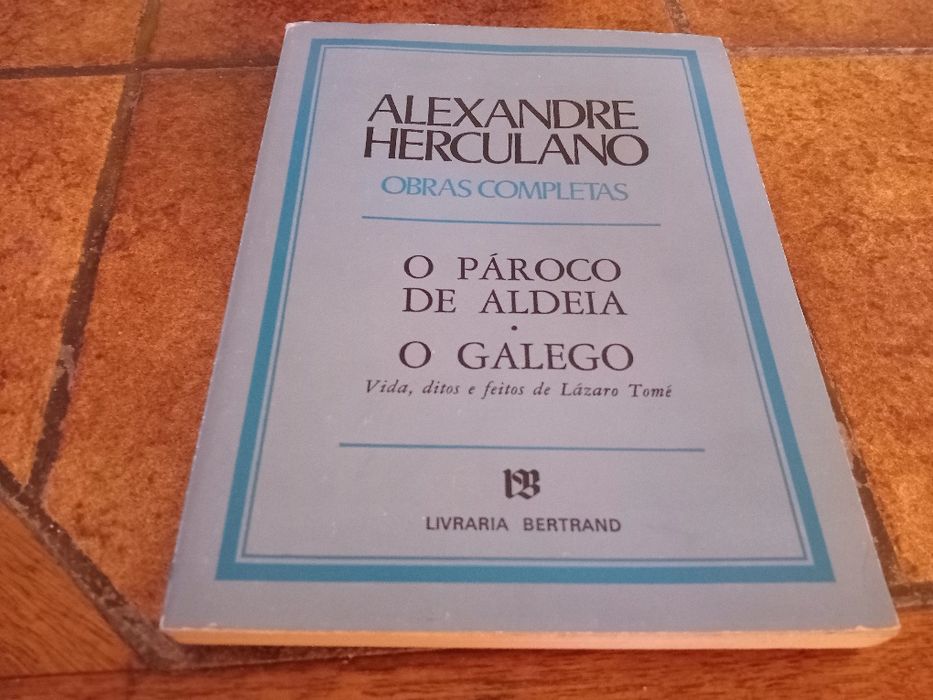 ALEXANDRE
HERCULANO
OBRAS COMPLETAS
O PÁROCO
DE ALDEIA
•
O GALEGO
Vida, ditos e feitos de Lázaro Tomé
LB
LIVRARIA BERTRAND